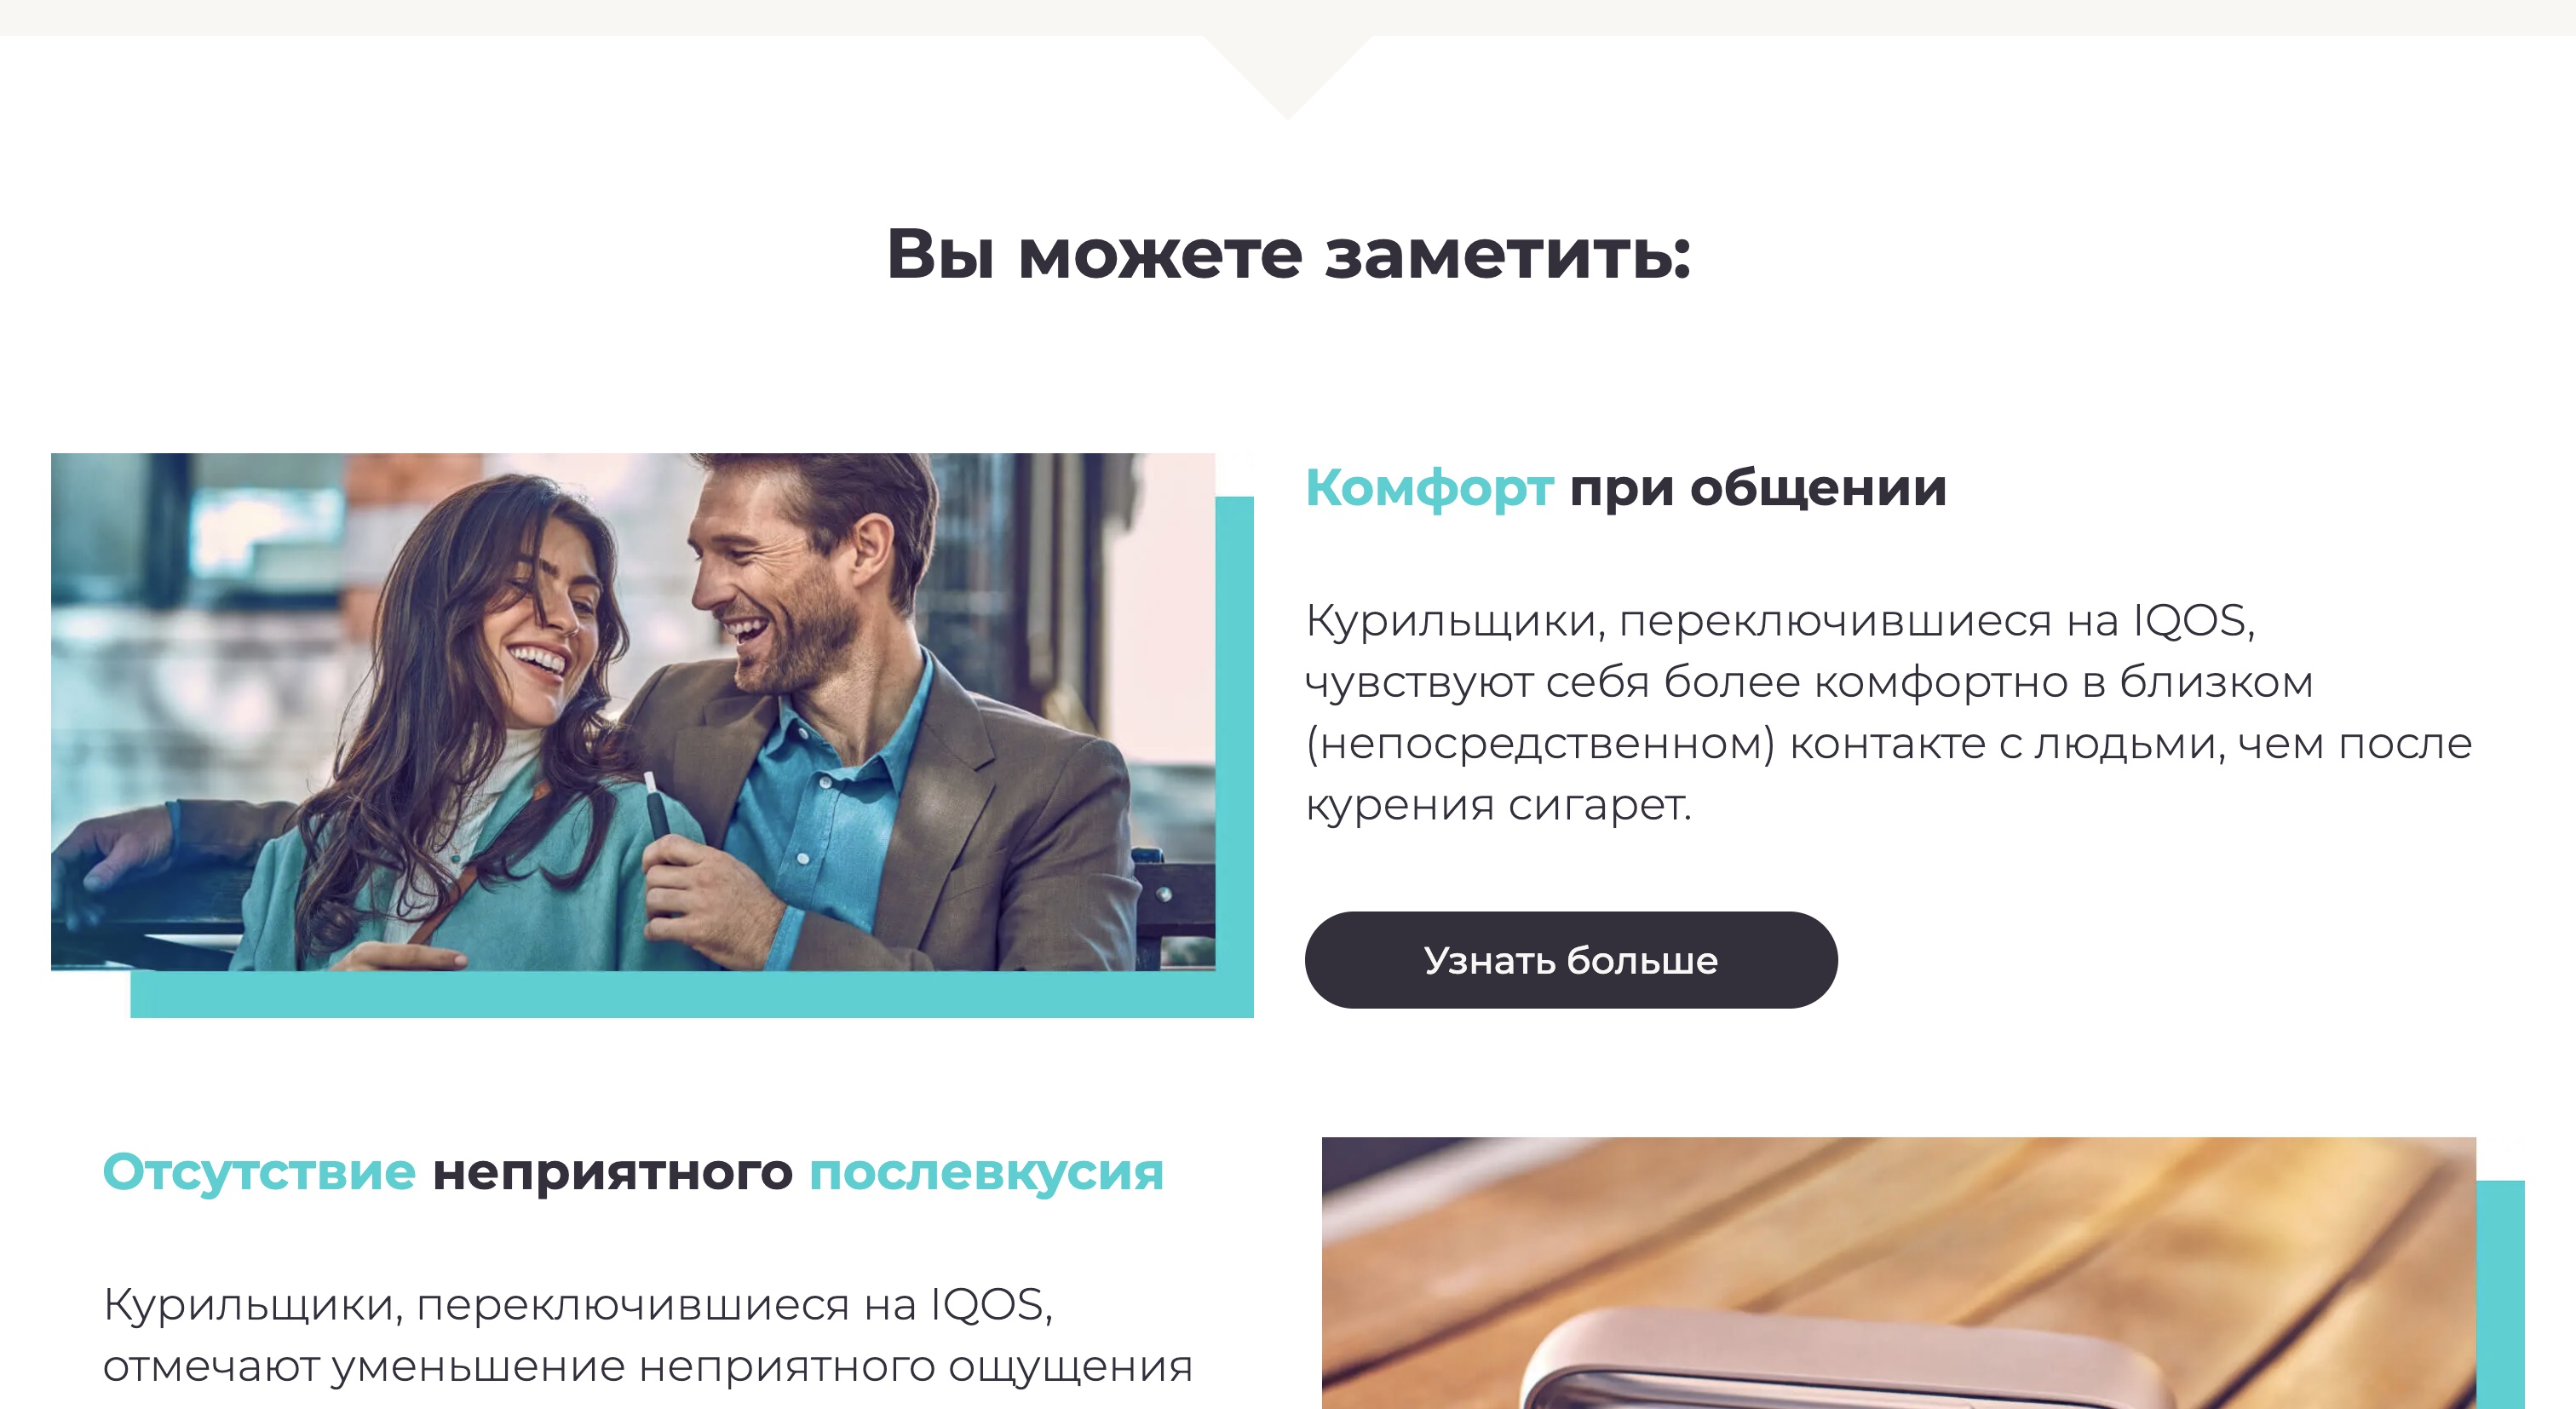 Вы можете заметить:
Комфорт при общении
Курильщики, переключившиеся на IQOS,
чувствуют себя более комфортно в близком
(непосредственном) контакте с людьми, чем после
курения сигарет.
Узнать больше
Отсутствие неприятного послевкусия
Курильщики, переключившиеся на IQOS,
отмечают уменьшение неприятного ощущения